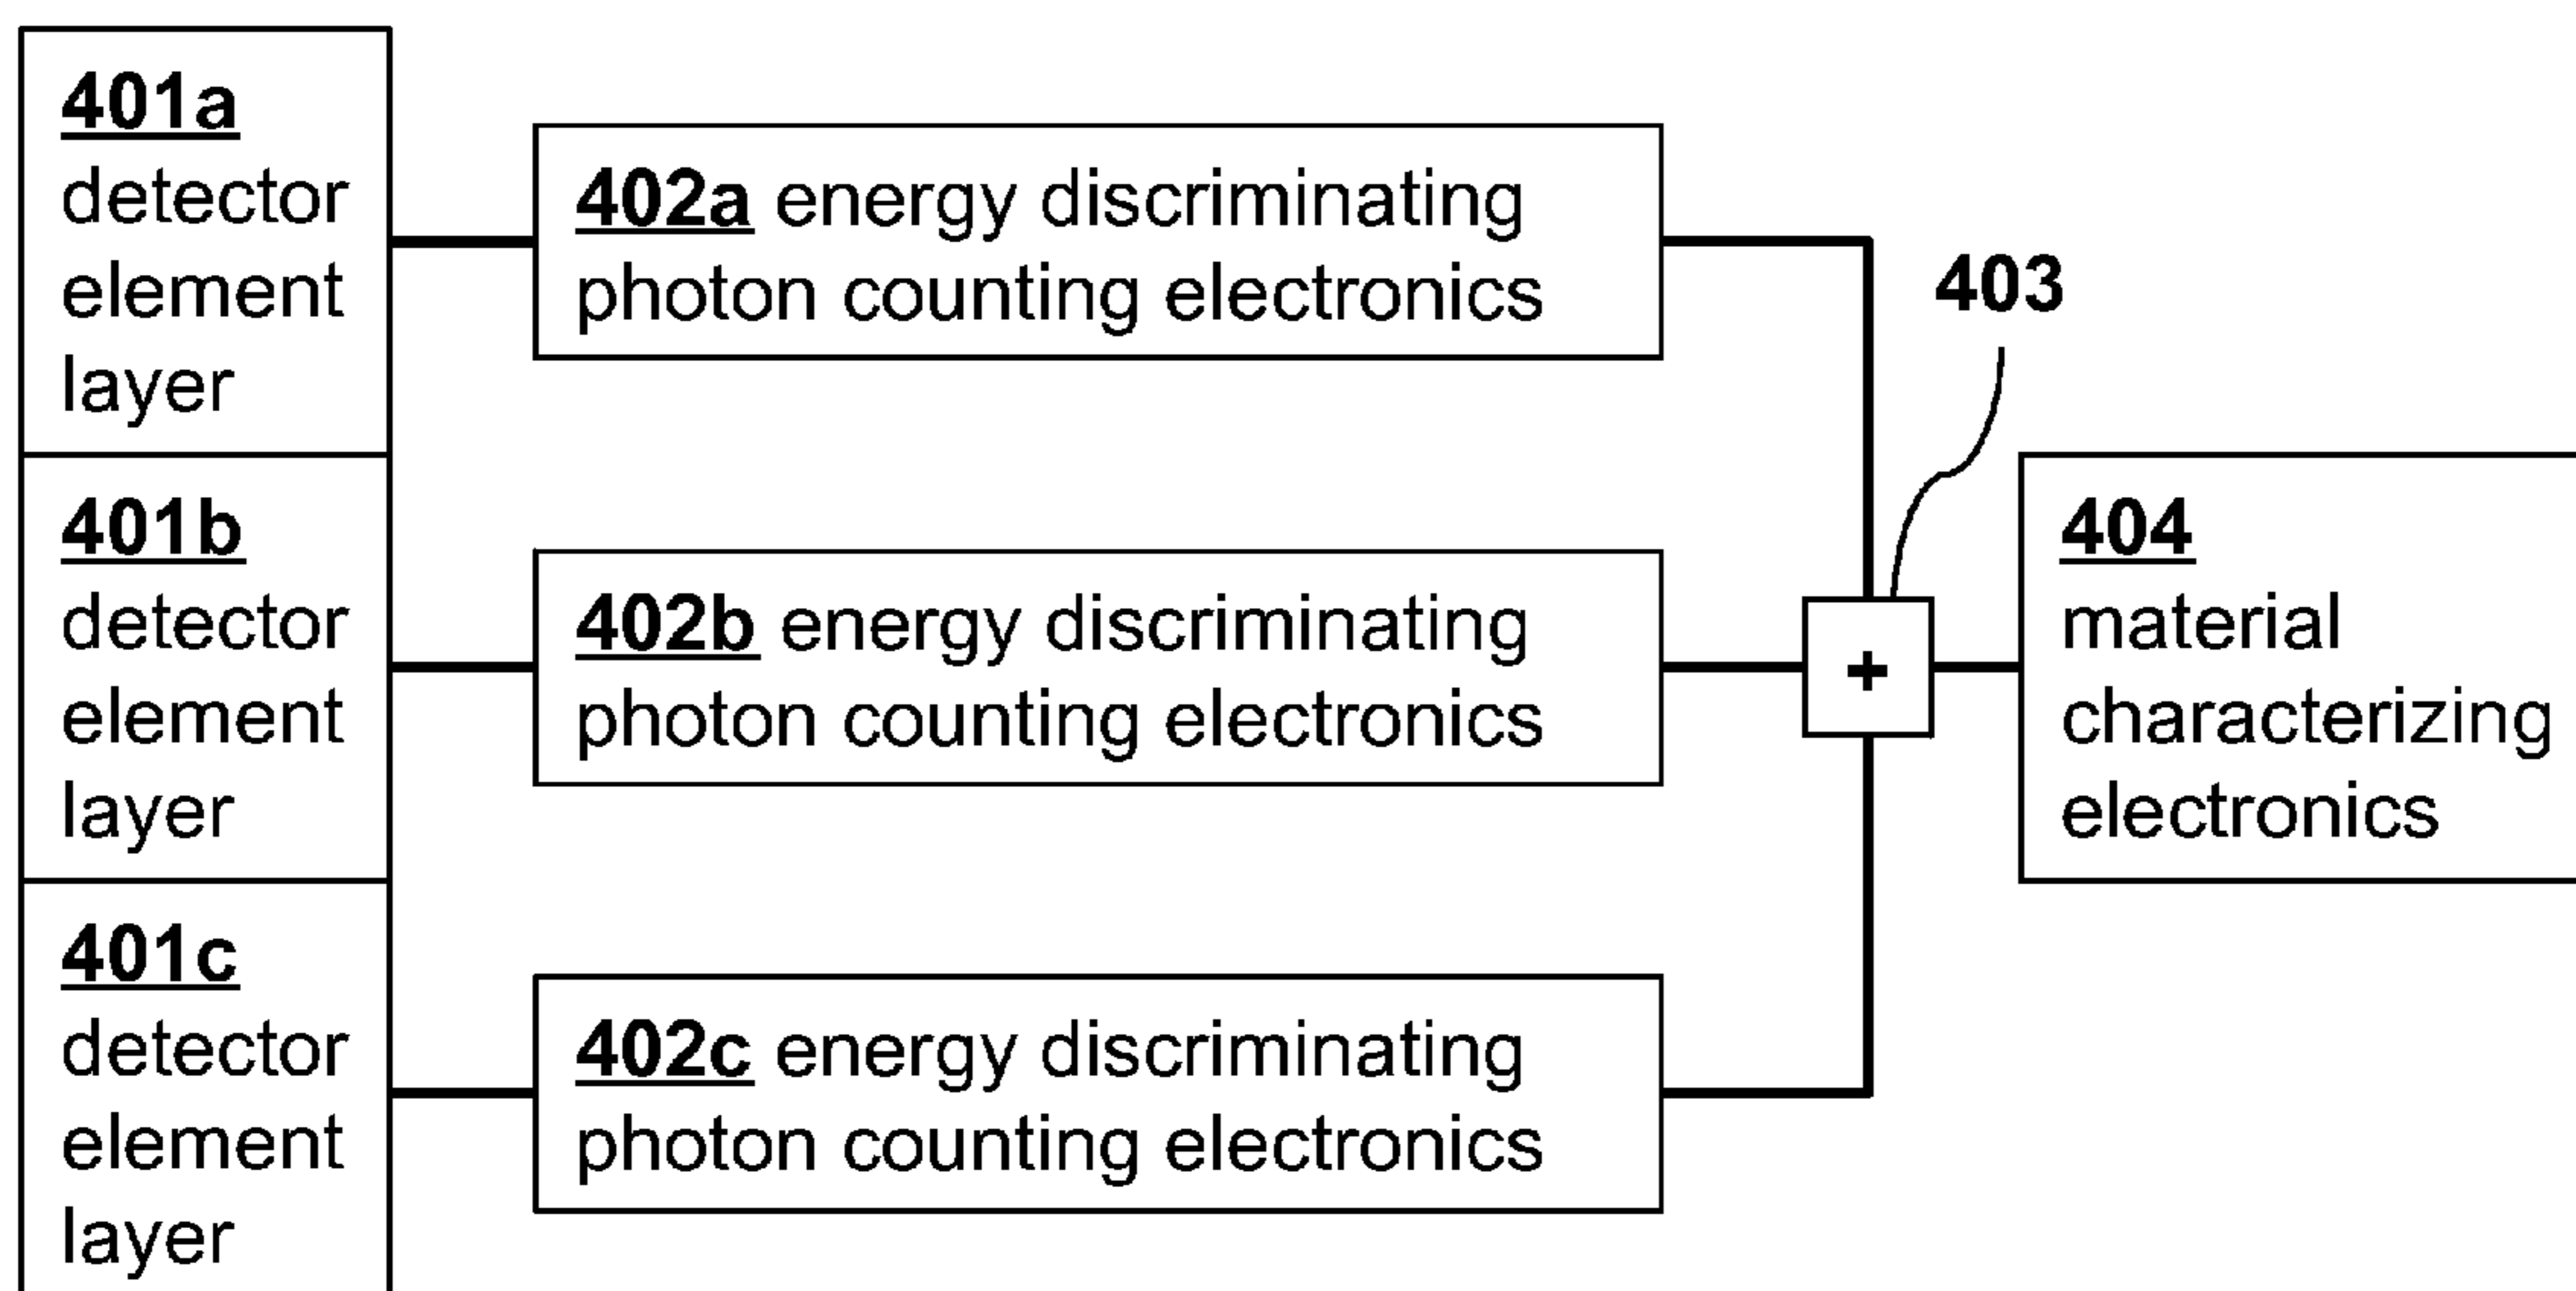 401a
detector
element
layer
402a energy discriminating
photon counting electronics
403
401b
detector
element
layer
402b energy discriminating
photon counting electronics
+
404
material
characterizing
electronics
401c
detector
element
layer
402c energy discriminating
photon counting electronics